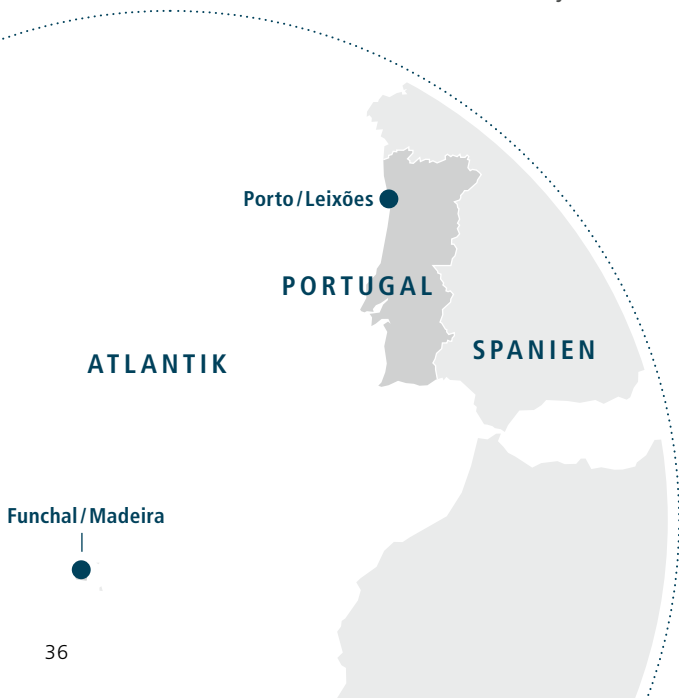 Porto/Leixões
PORTUGAL
SPANIEN
ATLANTIK
Funchal/Madeira
36